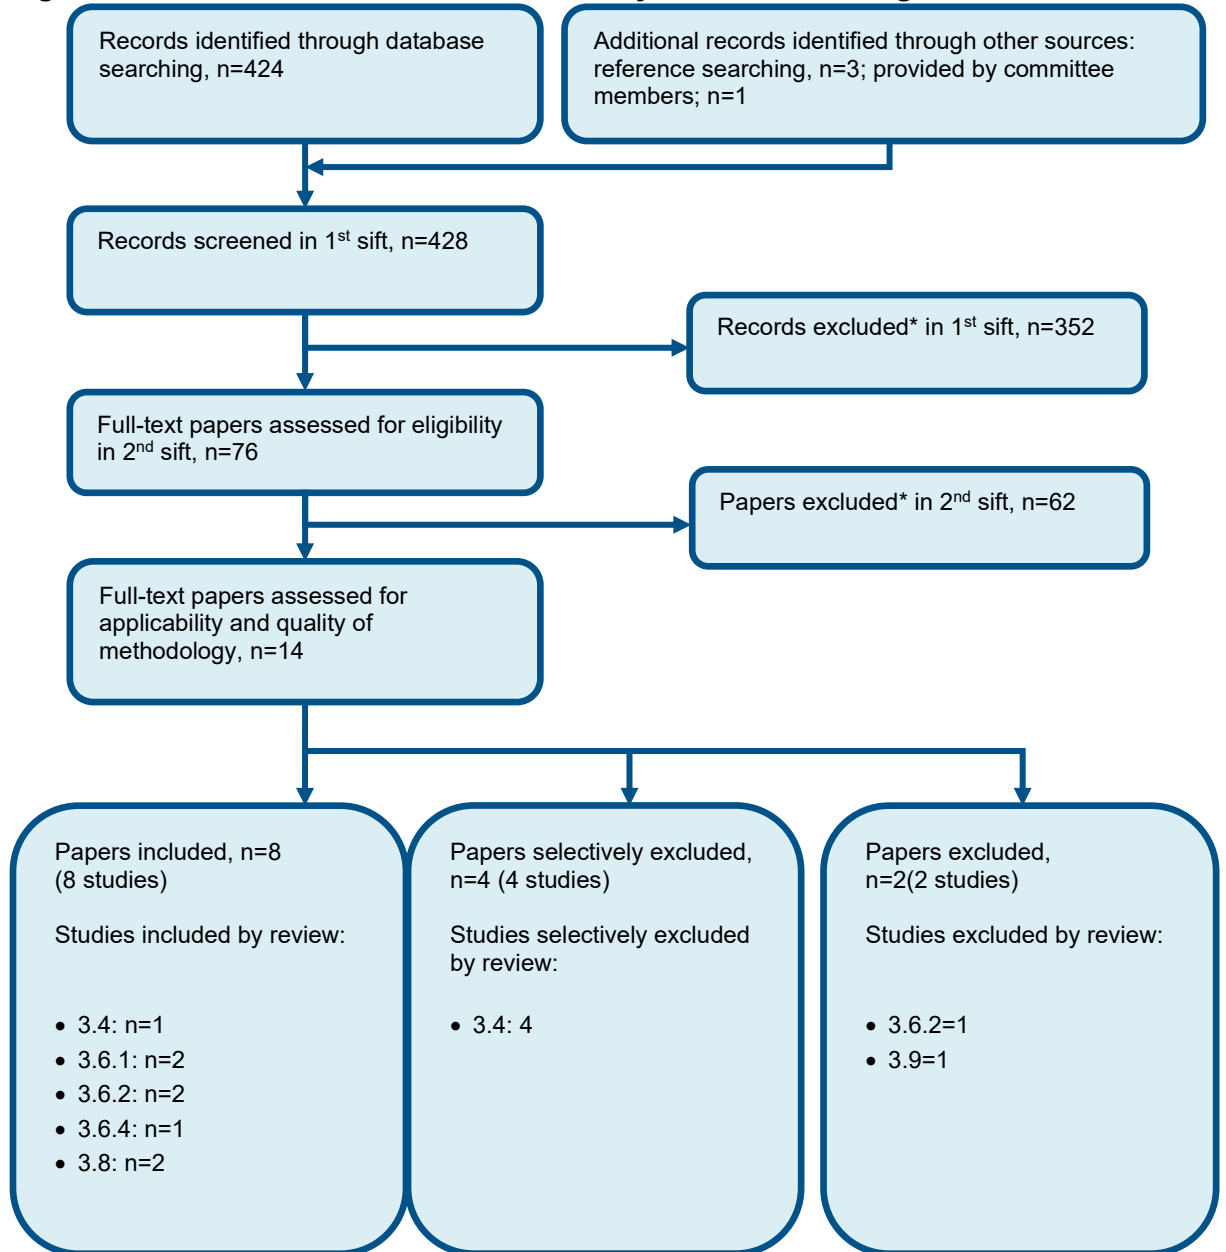 Records identified through database
searching, n=424
Additional records identified through other sources:
reference searching, n=3; provided by committee
members; n=1
Records screened in 1st sift, n=428
Records excluded* in 1st sift, n=352
Full-text papers assessed for eligibility
in 2nd sift, n=76
Papers excluded* in 2nd sift, n=62
Full-text papers assessed for
applicability and quality of
methodology, n=14
Papers included, n=8
(8 studies)
Studies included by review:
• 3.4: n=1
• 3.6.1: n=2
• 3.6.2: n=2
• 3.6.4: n=1
• 3.8: n=2
Papers selectively excluded,
n=4 (4 studies)
Studies selectively excluded
by review:
• 3.4: 4
Papers excluded,
n=2(2 studies)
Studies excluded by review:
• 3.6.2=1
• 3.9=1